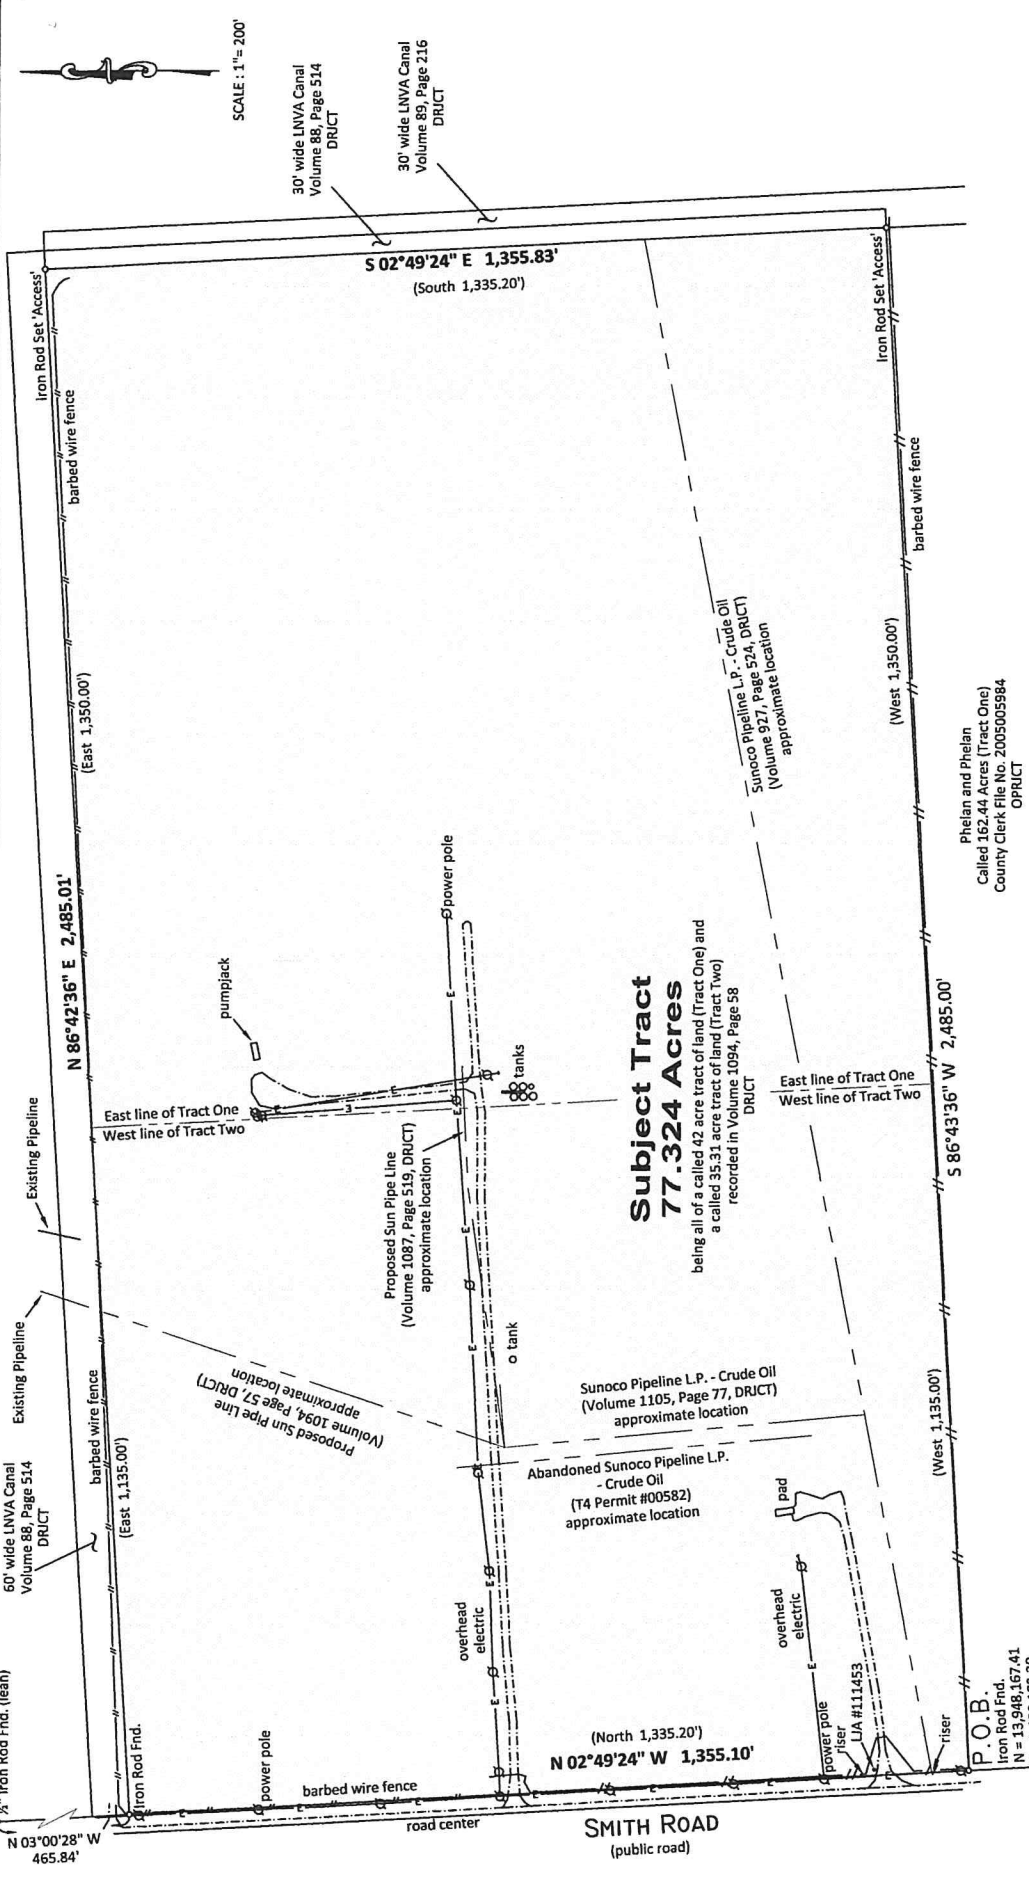 SCALE : 1"= 200'
30' wide LNVA Canal
Volume 88, Page 514
DRJCT
30' wide LNVA Canal
Volume 89, Page 216
DRJCT
Iron Rod Set 'Access'
S 02°49'24" E 1,355.83'
(South 1,335.20')
Iron Rod Set 'Access'
barbed wire fence
(East 1,350.00')
N 86°42'36" E 2,485.01'
barbed wire fence
(West 1,350.00')
Sunoco Pipeline L.P. - Crude Oil
(Volume 927, Page 524, DRJCT)
approximate location
Phelan and Phelan
Called 162.44 Acres (Tract One)
County Clerk File No. 2005005984
OPRJCT
power pole
pumpjack
tanks
East line of Tract One
West line of Tract Two
Subject Tract
77.324 Acres
being all of a called 42 acre tract of land (Tract One) and
a called 35.31 acre tract of land (Tract Two)
recorded in Volume 1094, Page 58
DRJCT
East line of Tract One
West line of Tract Two
S 86°43'36" W 2,485.00'
Existing Pipeline
Existing Pipeline
Proposed Sun Pipe Line
(Volume 1087, Page 519, DRJCT)
approximate location
E
E
E
3
E
E
E
E
E
o tank
Proposed Sun Pipe Line
(Volume 1094, Page 57, DRJCT)
approximate location
Sunoco Pipeline L.P. - Crude Oil
(Volume 1105, Page 77, DRJCT)
approximate location
Abandoned Sunoco Pipeline L.P.
- Crude Oil
(T4 Permit #00582)
approximate location
60' wide LNVA Canal
Volume 88, Page 514
DRJCT
barbed wire fence
(East 1,135.00')
(West 1,135.00')
pad
overhead
electric
overhead
electric
E
½" Iron Rod Fnd. (lean)
Iron Rod Fnd.
power pole
barbed wire fence
(North 1,335.20')
N 02°49'24" W 1,355.10'
power pole
riser
LIA #111453
riser
P.O.B.
Iron Rod Fnd.
N = 13,948,167.41
N 03°00'28" W
465.84'
road center
SMITH ROAD
(public road)